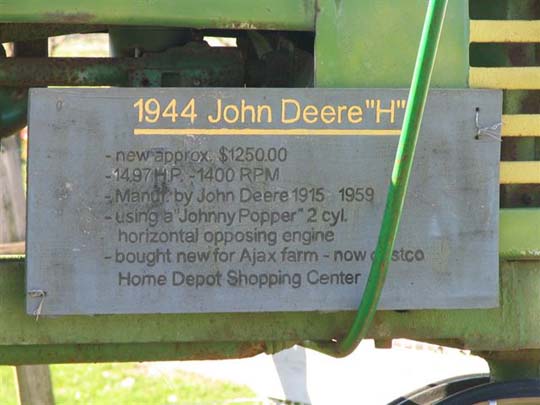 1944 John Deere "H"
- new approx. $1250.00
- 14.97 H.P. - 1400 RPM
- Manuf. by John Deere 1915 1959
- using a "Johnny Popper" 2 cyl.
horizontal opposing engine
- bought new for Ajax farm - now
Home Depot Shopping Center